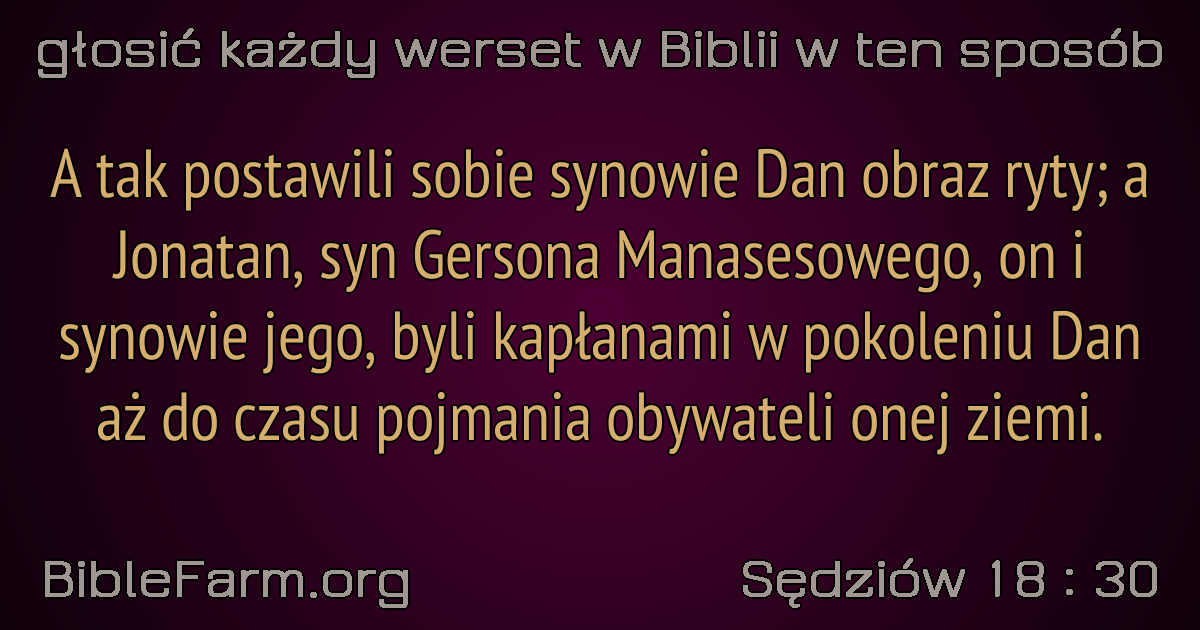 głosić każdy werset w Biblii w ten sposób
A tak postawili sobie synowie Dan obraz ryty; a
Jonatan, syn Gersona Manasesowego, on i
synowie jego, byli kapłanami w pokoleniu Dan
aż do czasu pojmania obywateli onej ziemi.
BibleFarm.org
Sędziów 18 : 30